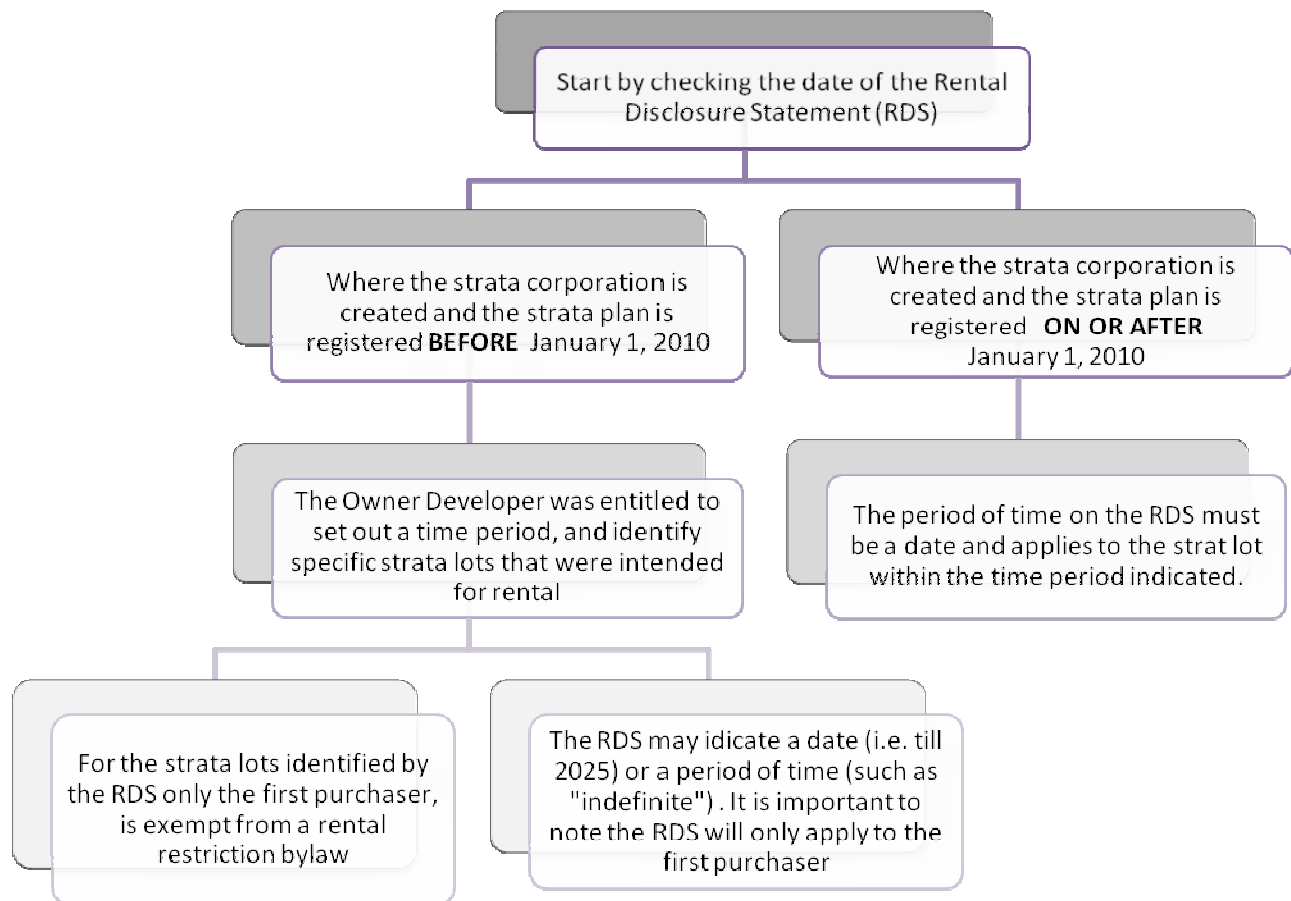 Start by checking the date of the Rental
Disclosure Statement (RDS)
Where the strata corporation is
created and the strata plan is
registered BEFORE January 1, 2010
Where the strata corporation is
created and the strata plan is
registered ON OR AFTER
January 1, 2010
The Owner Developer was entitled to
set out a time period, and identify
specific strata lots that were intended
for rental
The period of time on the RDS must
be a date and applies to the strat lot
within the time period indicated.
For the strata lots identified by
the RDS only the first purchaser,
is exempt from a rental
restriction bylaw
The RDS may idicate a date (i.e. till
2025) or a period of time (such as
"indefinite") . It is important to
note the RDS will only apply to the
first purchaser